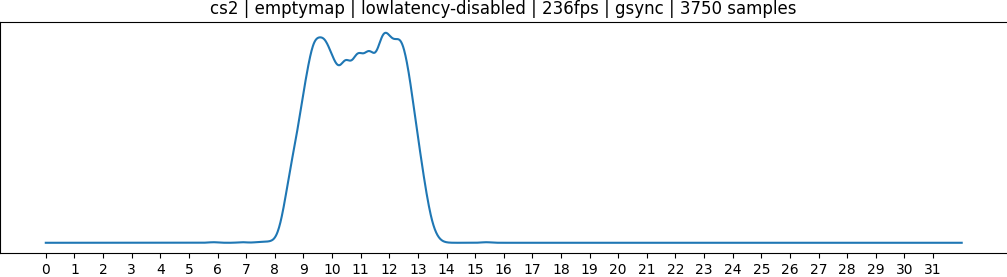 cs2 | emptymap | lowlatency-disabled | 236fps | gsync | 3750 samples
0 1 2 3 4 5 6 7 8 9 10 11 12 13 14 15 16 17 18 19 20 21 22 23 24 25 26 27 28 29 30 31